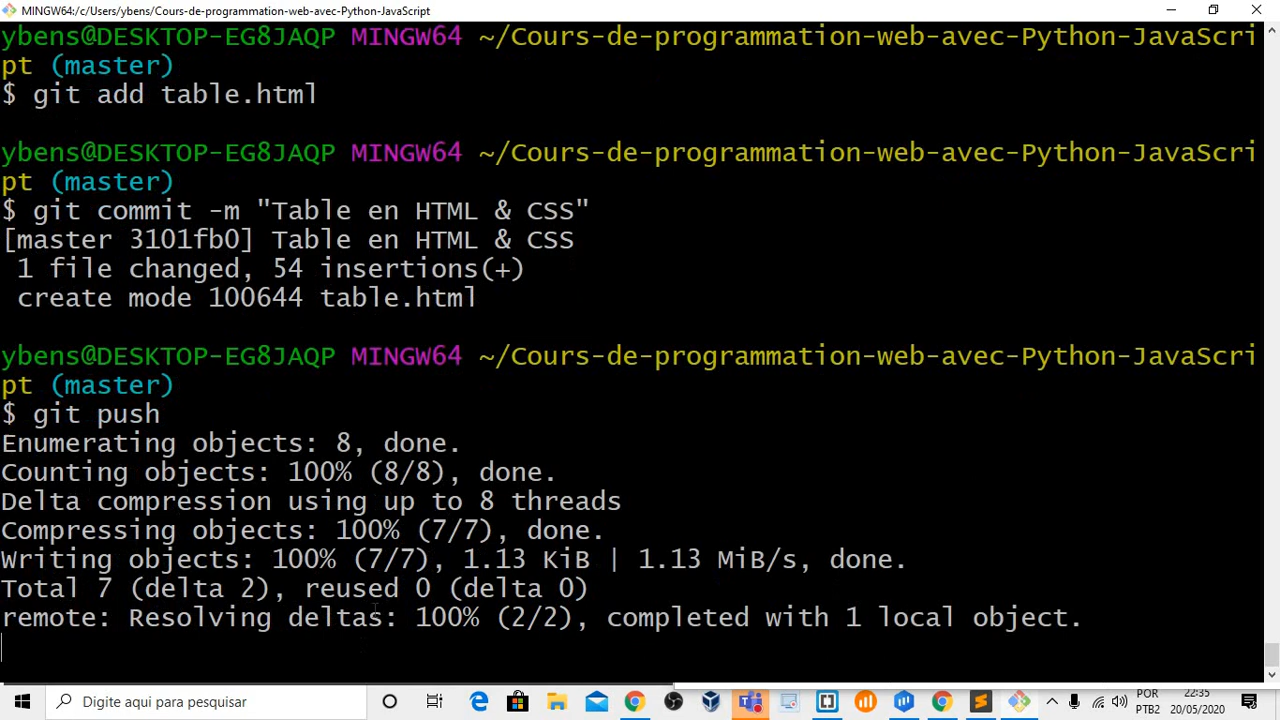 MINGW64:/c/Users/ybens/Cours-de-programmation-web-avec-Python-JavaScript
ybens@DESKTOP-EG8JAQP MINGW64 ~/Cours-de-programmation-web-avec-Python-JavaScri
pt (master)
$ git add table.html
ybens@DESKTOP-EG8JAQP MINGW64 ~/Cours-de-programmation-web-avec-Python-JavaScri
pt (master)
$ git commit -m "Table en HTML & CSS"
[master 3101fb0] Table en HTML & CSS
1 file changed, 54 insertions(+)
create mode 100644 table.html
ybens@DESKTOP-EG8JAQP MINGW64 ~/Cours-de-programmation-web-avec-Python-JavaScri
pt (master)
$ git push
Enumerating objects: 8, done.
Counting objects: 100% (8/8), done.
Delta compression using up to 8 threads
Compressing objects: 100% (7/7), done.
Writing objects: 100% (7/7), 1.13 KiB | 1.13 MiB/s, done.
Total 7 (delta 2), reused 0 (delta 0)
remote: Resolving deltas: 100% (2/2), completed with 1 local object.
Digite aqui para pesquisar
POR
PTB2
22:35
20/05/2020